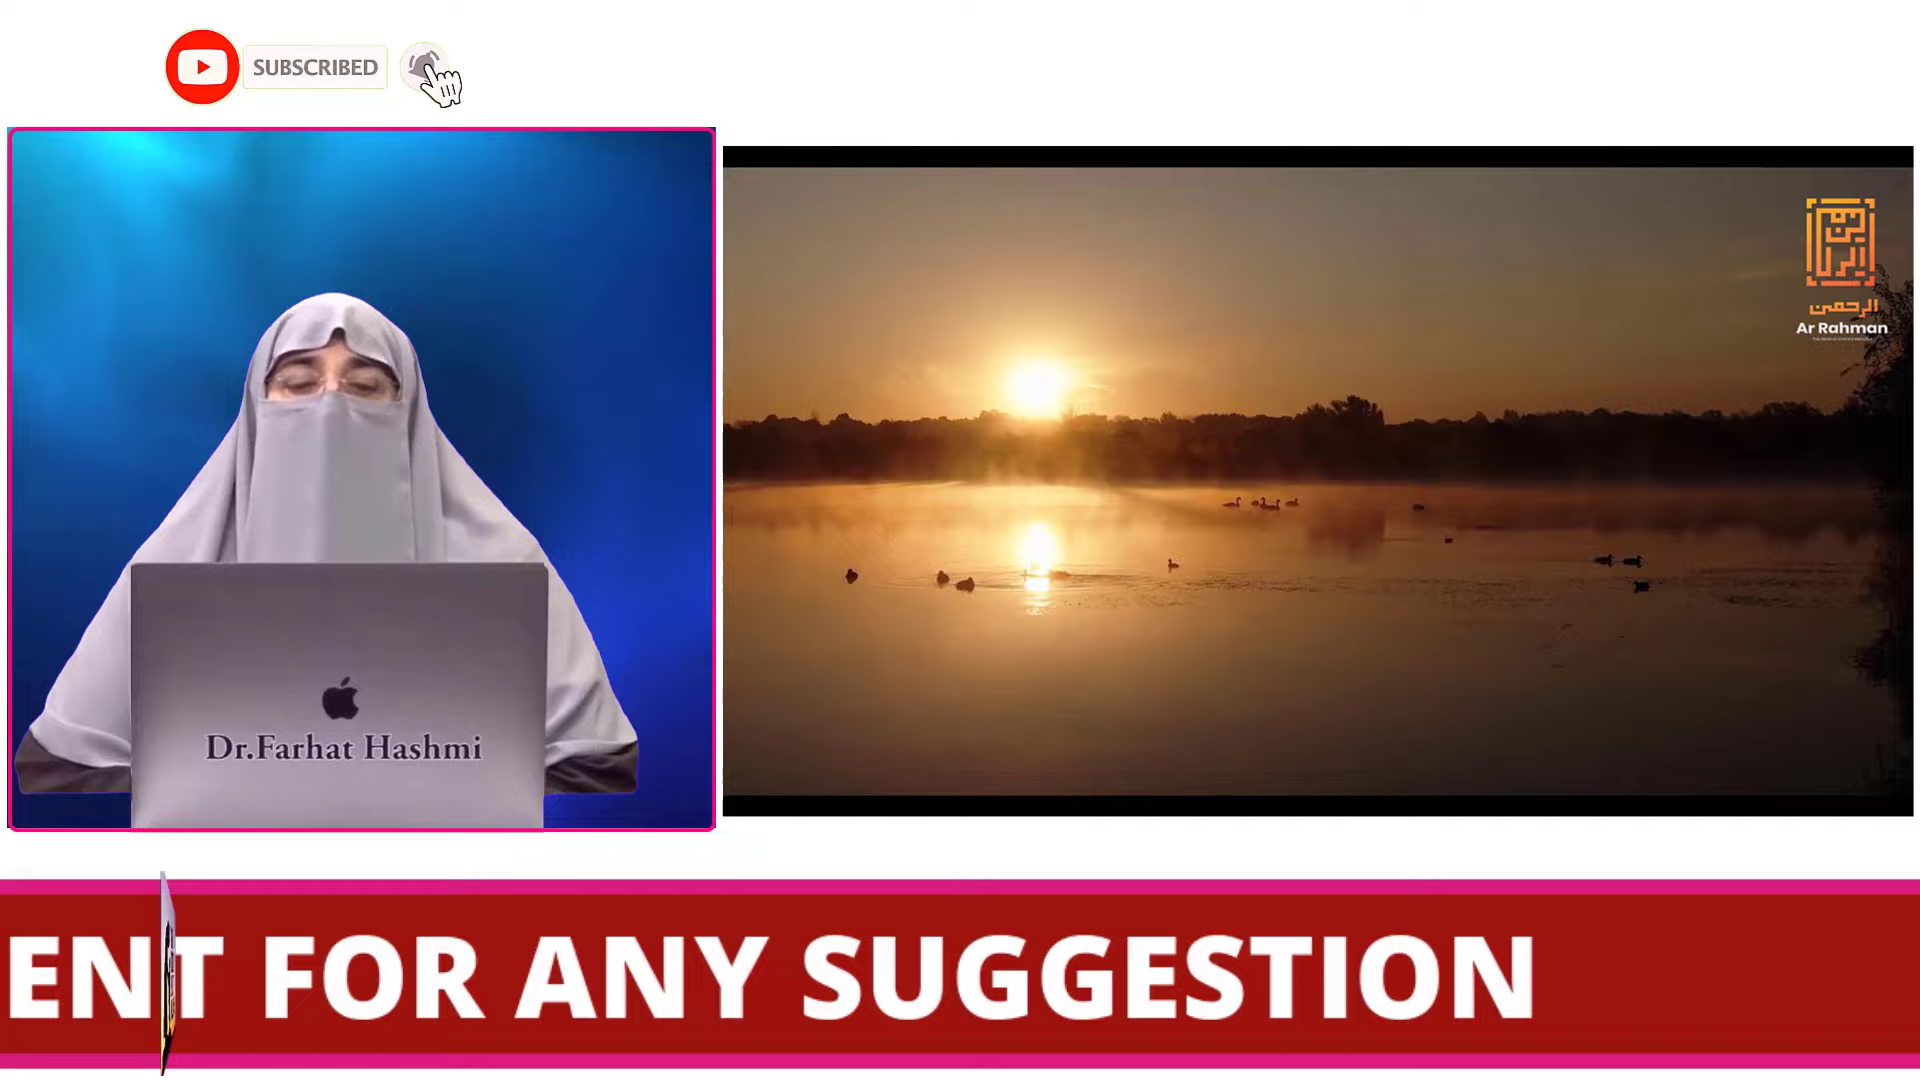 SUBSCRIBED
الرحمن
Ar Rahman
Dr.Farhat Hashmi
ENT FOR ANY SUGGESTION